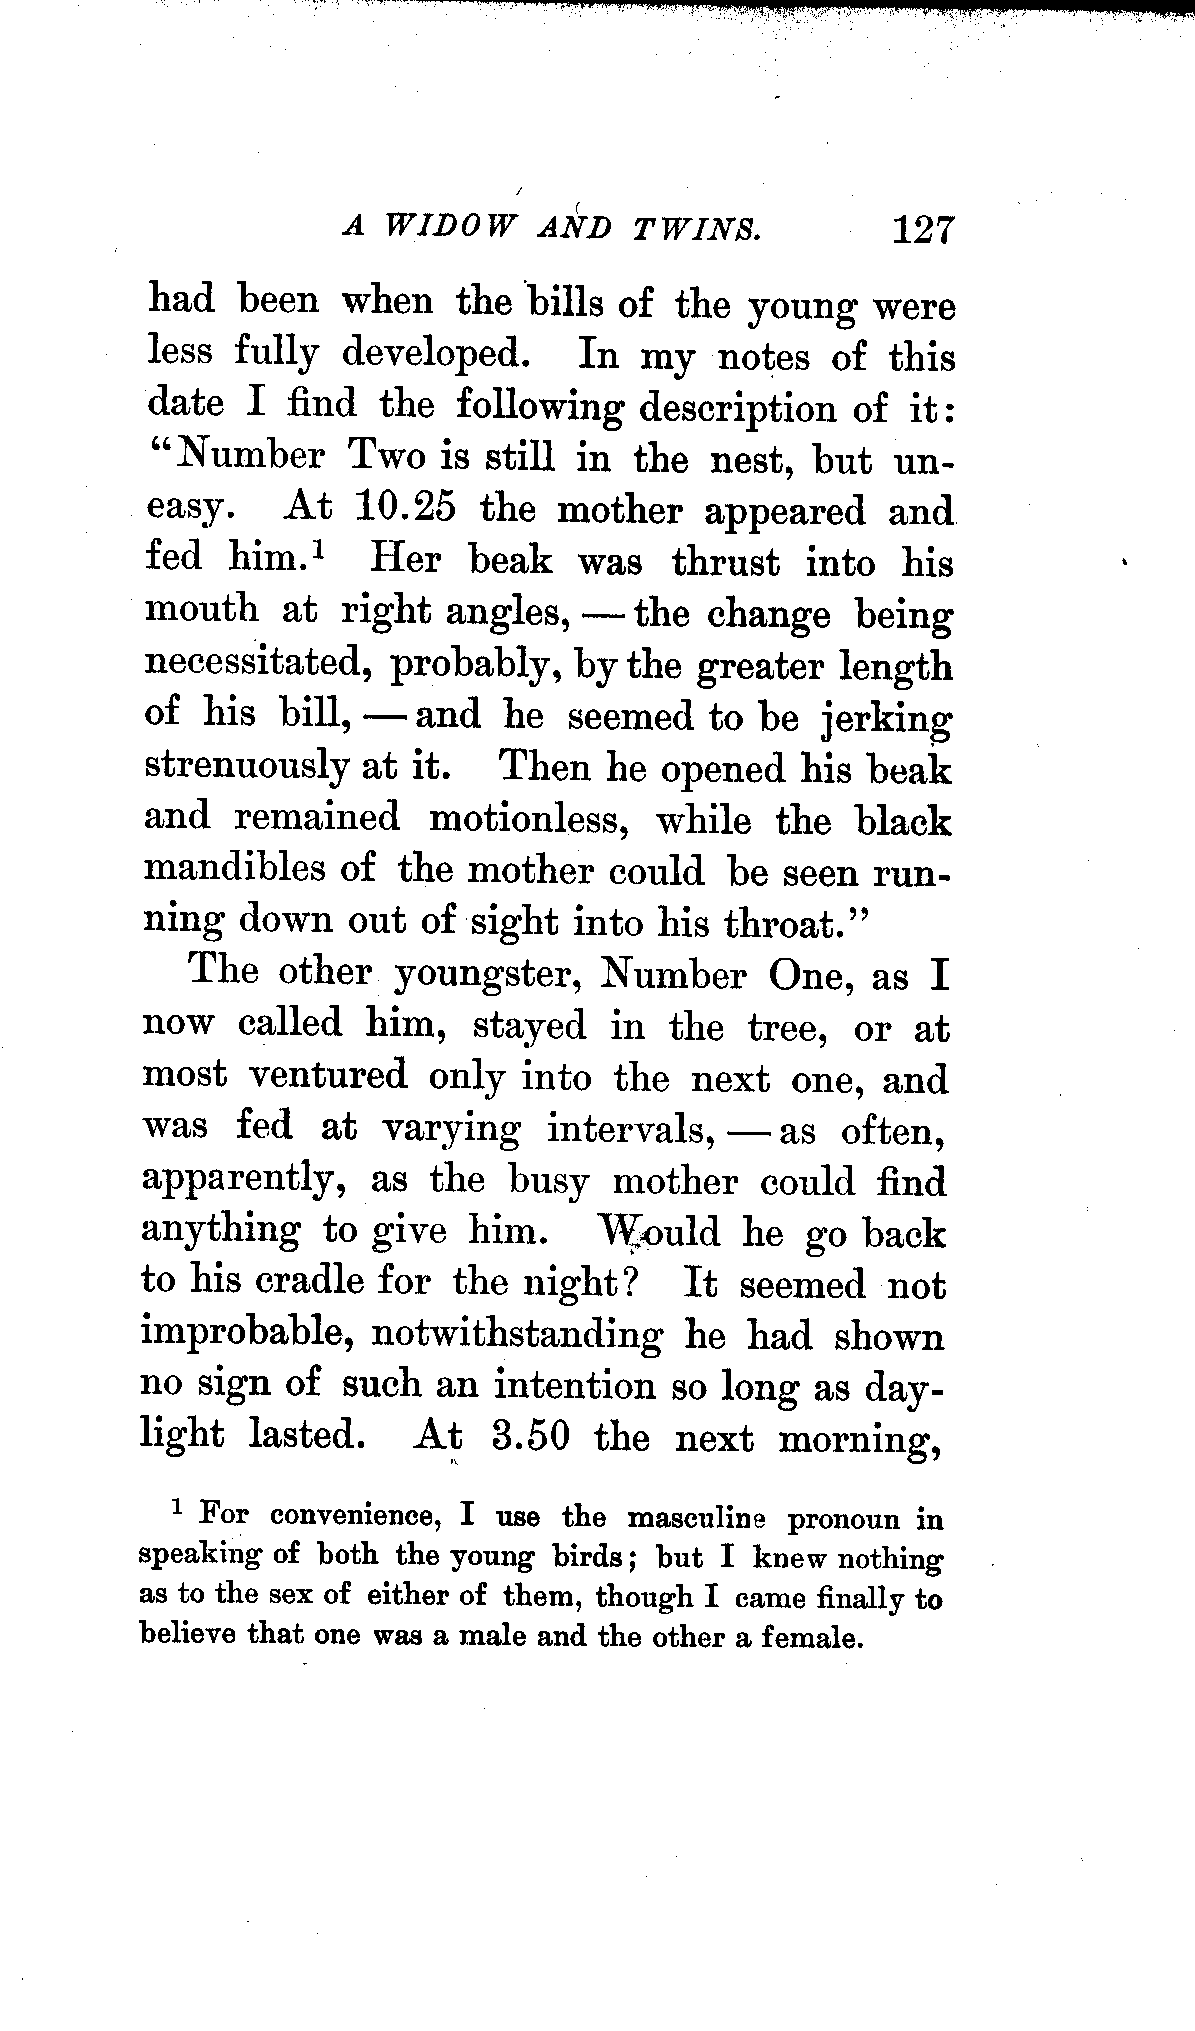 A WIDOW AND TWINS. 127
had been when the bills of the young were
less fully developed. In my notes of this
date I find the following description of it:
“Number Two is still in the nest, but un-
easy. At 10.25 the mother appeared and
fed him.¹ Her beak was thrust into his
mouth at right angles, — the change being
necessitated, probably, by the greater length
of his bill, — and he seemed to be jerking
strenuously at it. Then he opened his beak
and remained motionless, while the black
mandibles of the mother could be seen run-
ning down out of sight into his throat.”
The other youngster, Number One, as I
now called him, stayed in the tree, or at
most ventured only into the next one, and
was fed at varying intervals, — as often,
apparently, as the busy mother could find
anything to give him. Would he go back
to his cradle for the night? It seemed not
improbable, notwithstanding he had shown
no sign of such an intention so long as day-
light lasted. At 3.50 the next morning,
¹ For convenience, I use the masculine pronoun in
speaking of both the young birds; but I knew nothing
as to the sex of either of them, though I came finally to
believe that one was a male and the other a female.